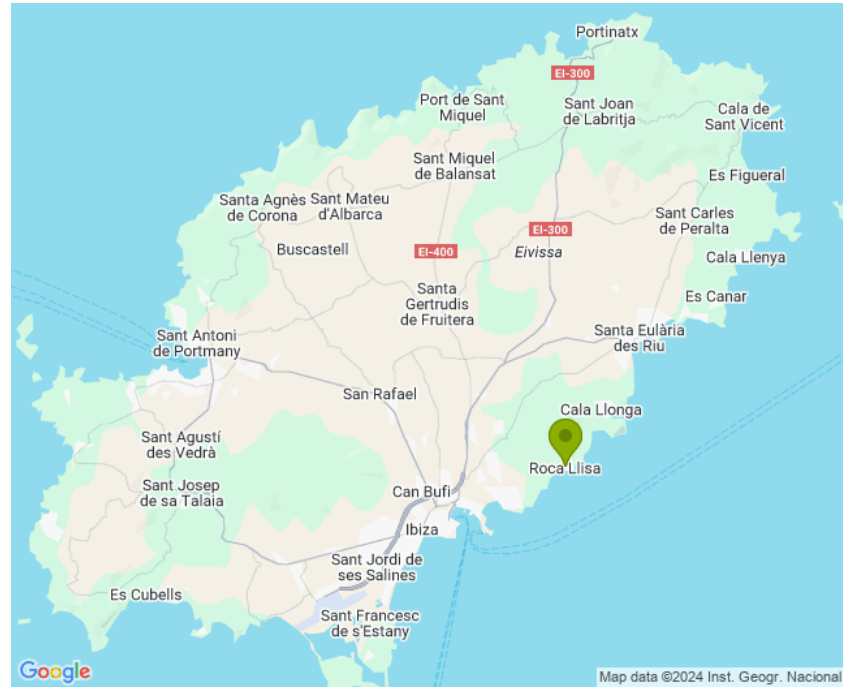 Portinatx
EI-300
Port de Sant
Miquel
Sant Joan
de Labritja
Cala de
Sant Vicent
Sant Miquel
de Balansat
Es Figueral
Santa Agnès
de Corona
Sant Mateu
d'Albarca
Sant Carles
de Peralta
EI-300
Buscastell
EI-400
Eivissa
Cala Llenya
Santa
Gertrudis
de Fruitera
Es Canar
Sant Antoni
de Portmany
Santa Eulària
des Riu
San Rafael
Cala Llonga
Sant Agustí
des Vedrà
Roca Llisa
Sant Josep
de sa Talaia
Can Bufí
Ibiza
Sant Jordi de
ses Salines
Es Cubells
Sant Francesc
de s'Estany
Google
Map data ©2024 Inst. Geogr. Nacional